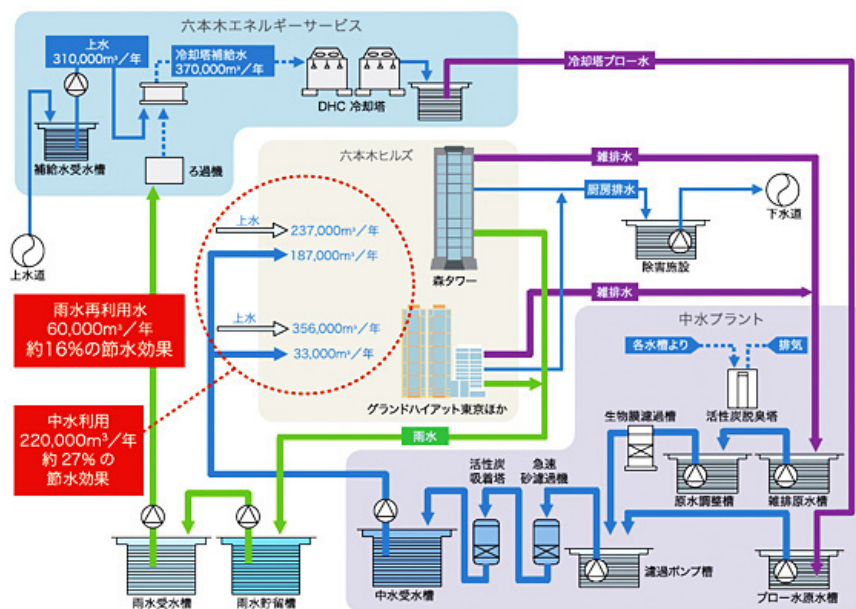 六本木エネルギーサービス
上水
310,000m³／年
冷却塔補給水
370,000m³／年
DHC 冷却塔
冷却塔ブロー水
補給水受水槽
ろ過機
上水道
六本木ヒルズ
雑排水
厨房排水
下水道
除害施設
森タワー
上水
237,000m³／年
187,000m³／年
雑排水
上水
356,000m³／年
33,000m³／年
グランドハイアット東京ほか
雨水再利用水
60,000m³／年
約16%の節水効果
中水利用
220,000m³／年
約27%の
節水効果
雨水
中水プラント
各水槽より
排気
活性炭脱臭塔
生物膜濾過槽
原水調整槽
雑排原水槽
活性炭
吸着塔
急速
砂濾過機
濾過ポンプ槽
ブロー水原水槽
中水受水槽
雨水貯留槽
雨水受水槽